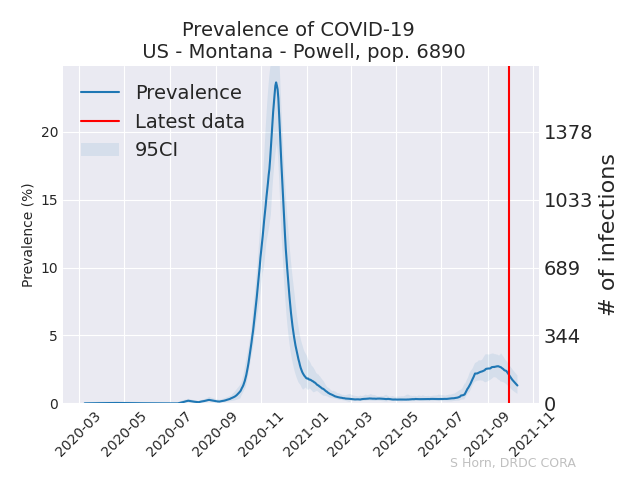 Prevalence of COVID-19
US - Montana - Powell, pop. 6890
Prevalence
Latest data
95CI
Prevalence (%)
20
15
10
5
0
1378
1033
689
344
0
# of infections
2020-03
2020-05
2020-07
2020-09
2020-11
2021-01
2021-03
2021-05
2021-07
2021-09
2021-11
S Horn, DRDC CORA